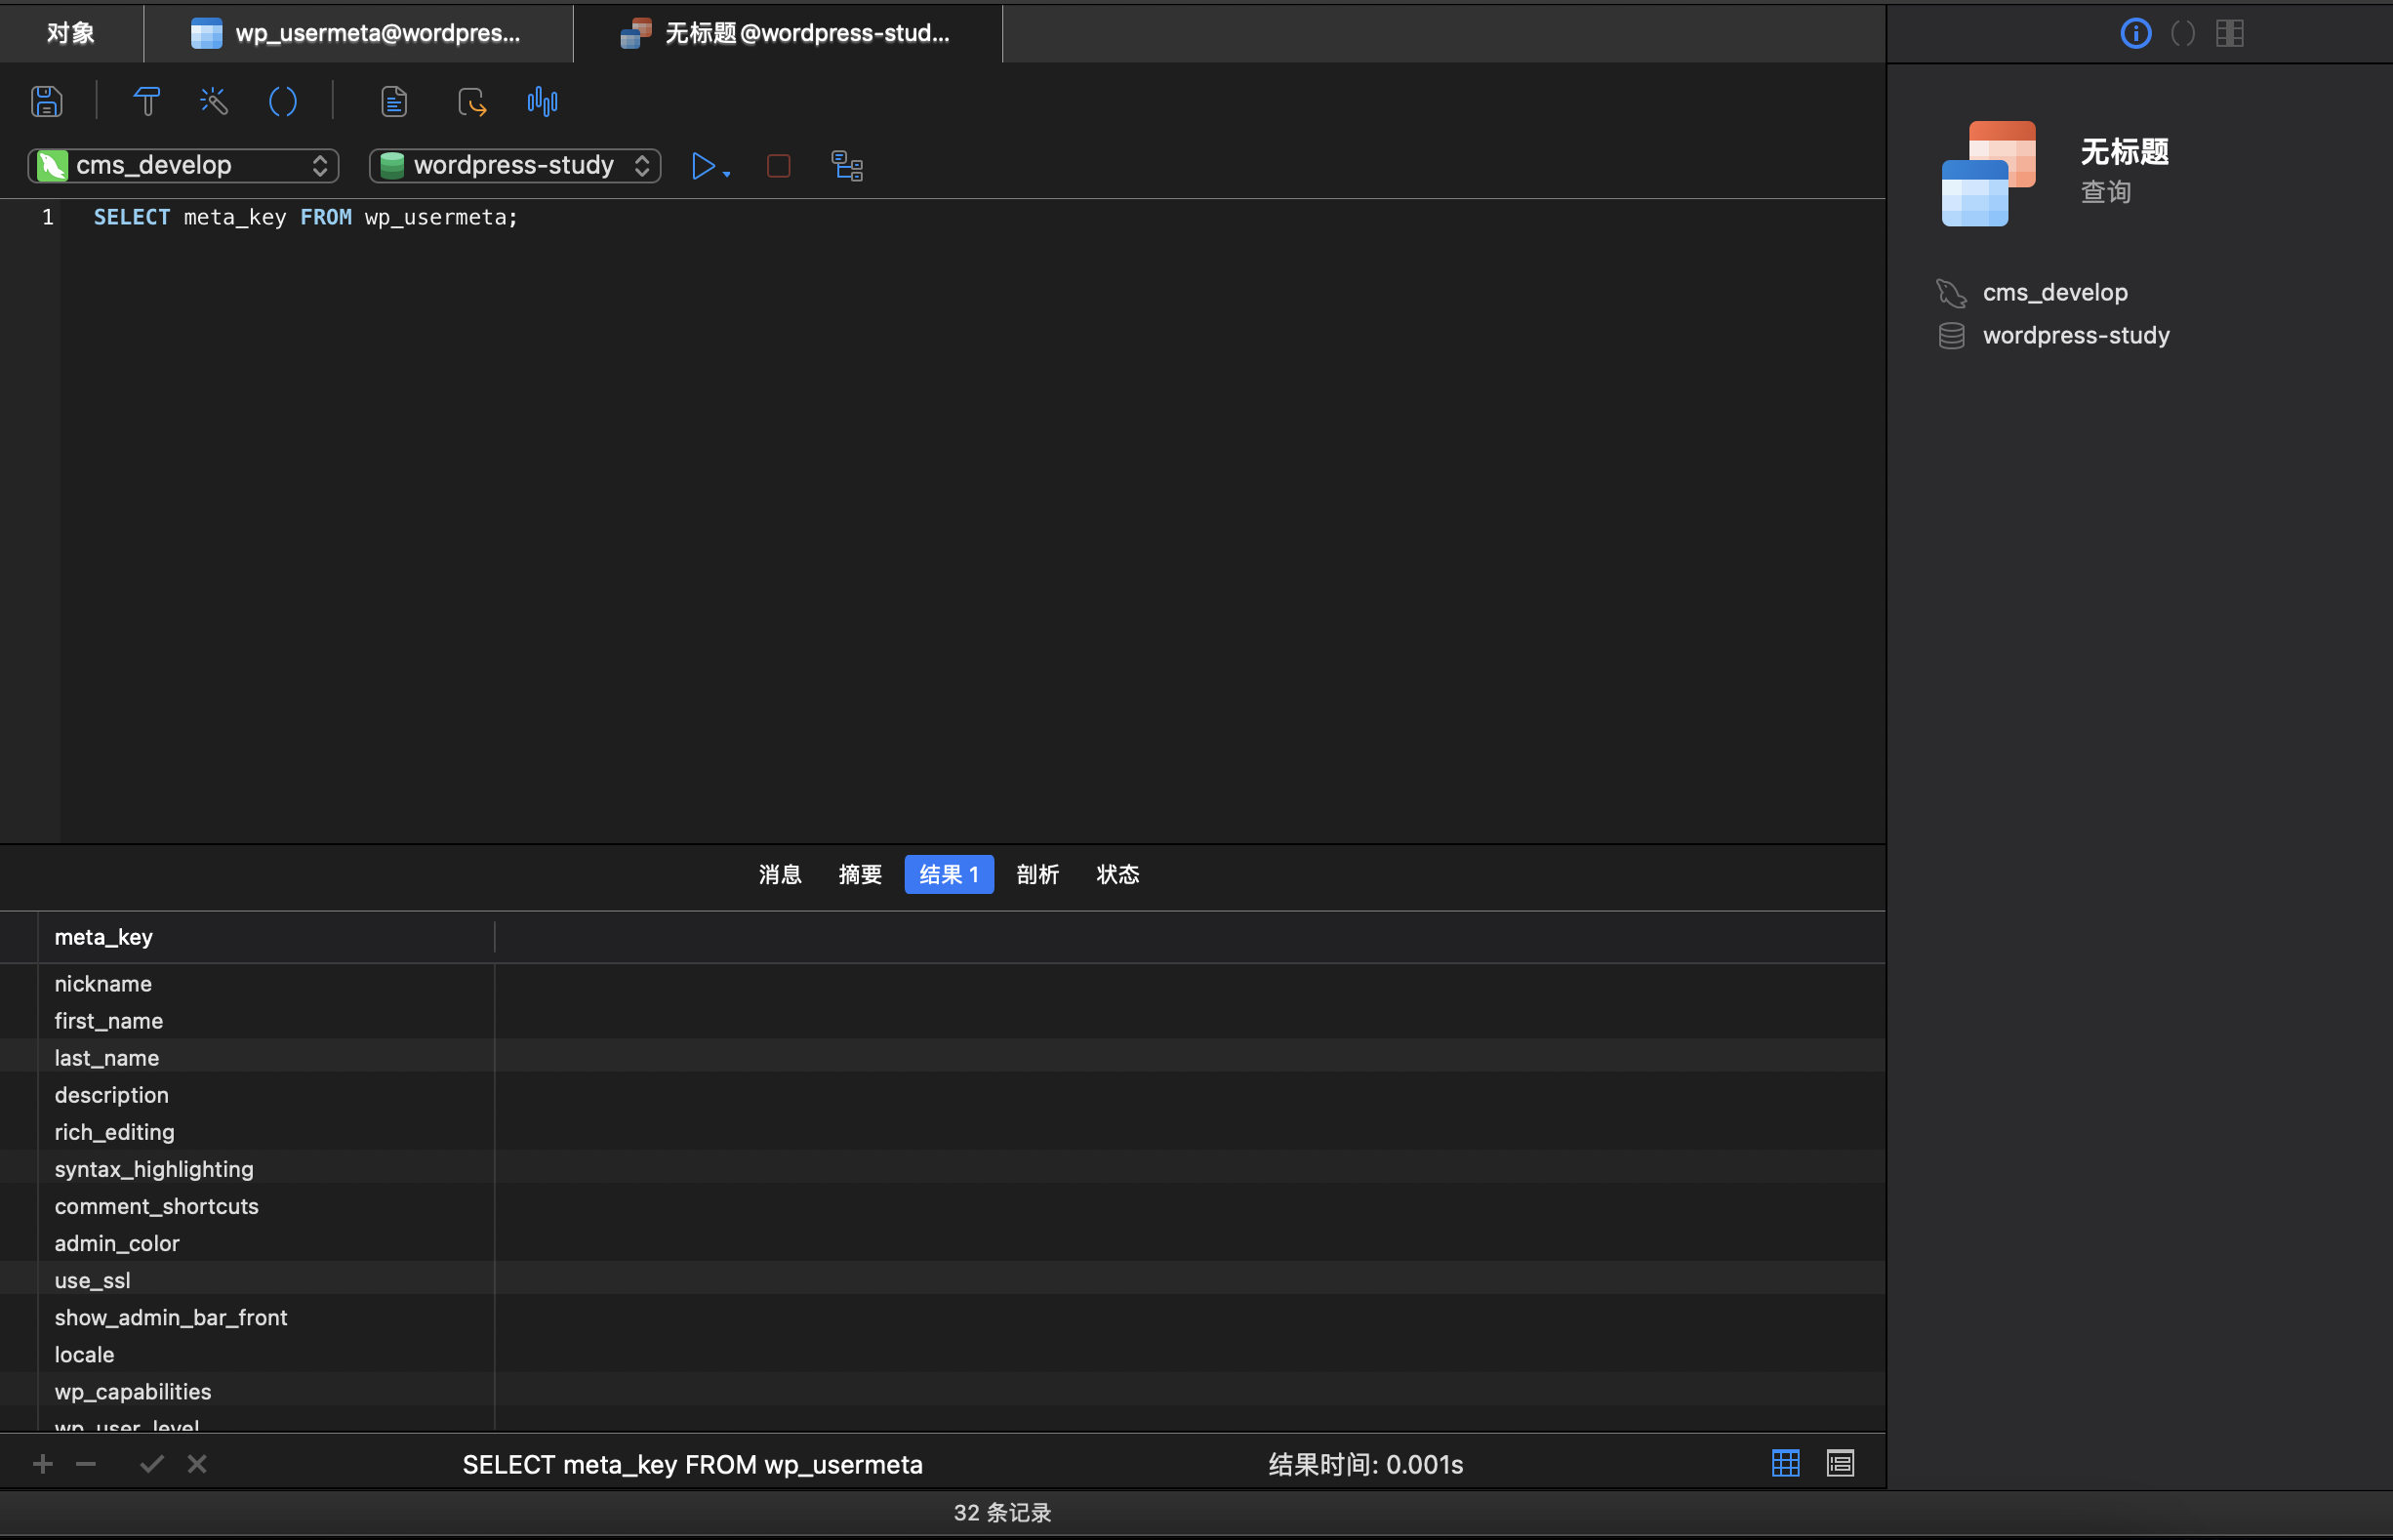 对象
wp_usermeta@wordpres...
无标题@wordpress-stud...
cms_develop
wordpress-study
1 SELECT meta_key FROM wp_usermeta;
无标题
查询
cms_develop
wordpress-study
消息 摘要 结果 1 剖析 状态
meta_key
nickname
first_name
last_name
description
rich_editing
syntax_highlighting
comment_shortcuts
admin_color
use_ssl
show_admin_bar_front
locale
wp_capabilities
wp_user_level
SELECT meta_key FROM wp_usermeta
结果时间: 0.001s
32 条记录